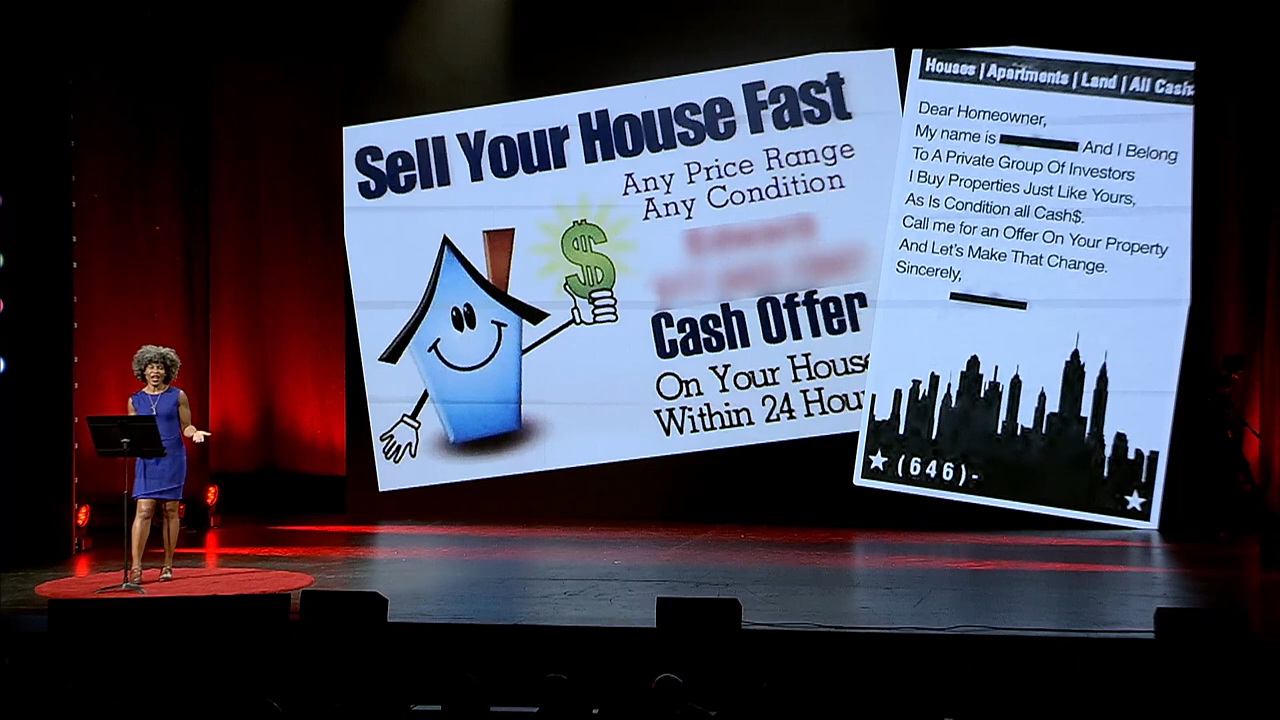 Sell Your House Fast
Any Price Range
Any Condition
$
Cash Offer
On Your House
Within 24 Hou
Houses | Apartments | Land | All Cash
Dear Homeowner,
My name is And I Belong
To A Private Group Of Investors
I Buy Properties Just Like Yours,
As Is Condition all Cash$.
Call me for an Offer On Your Property
And Let's Make That Change.
Sincerely,
(646)-